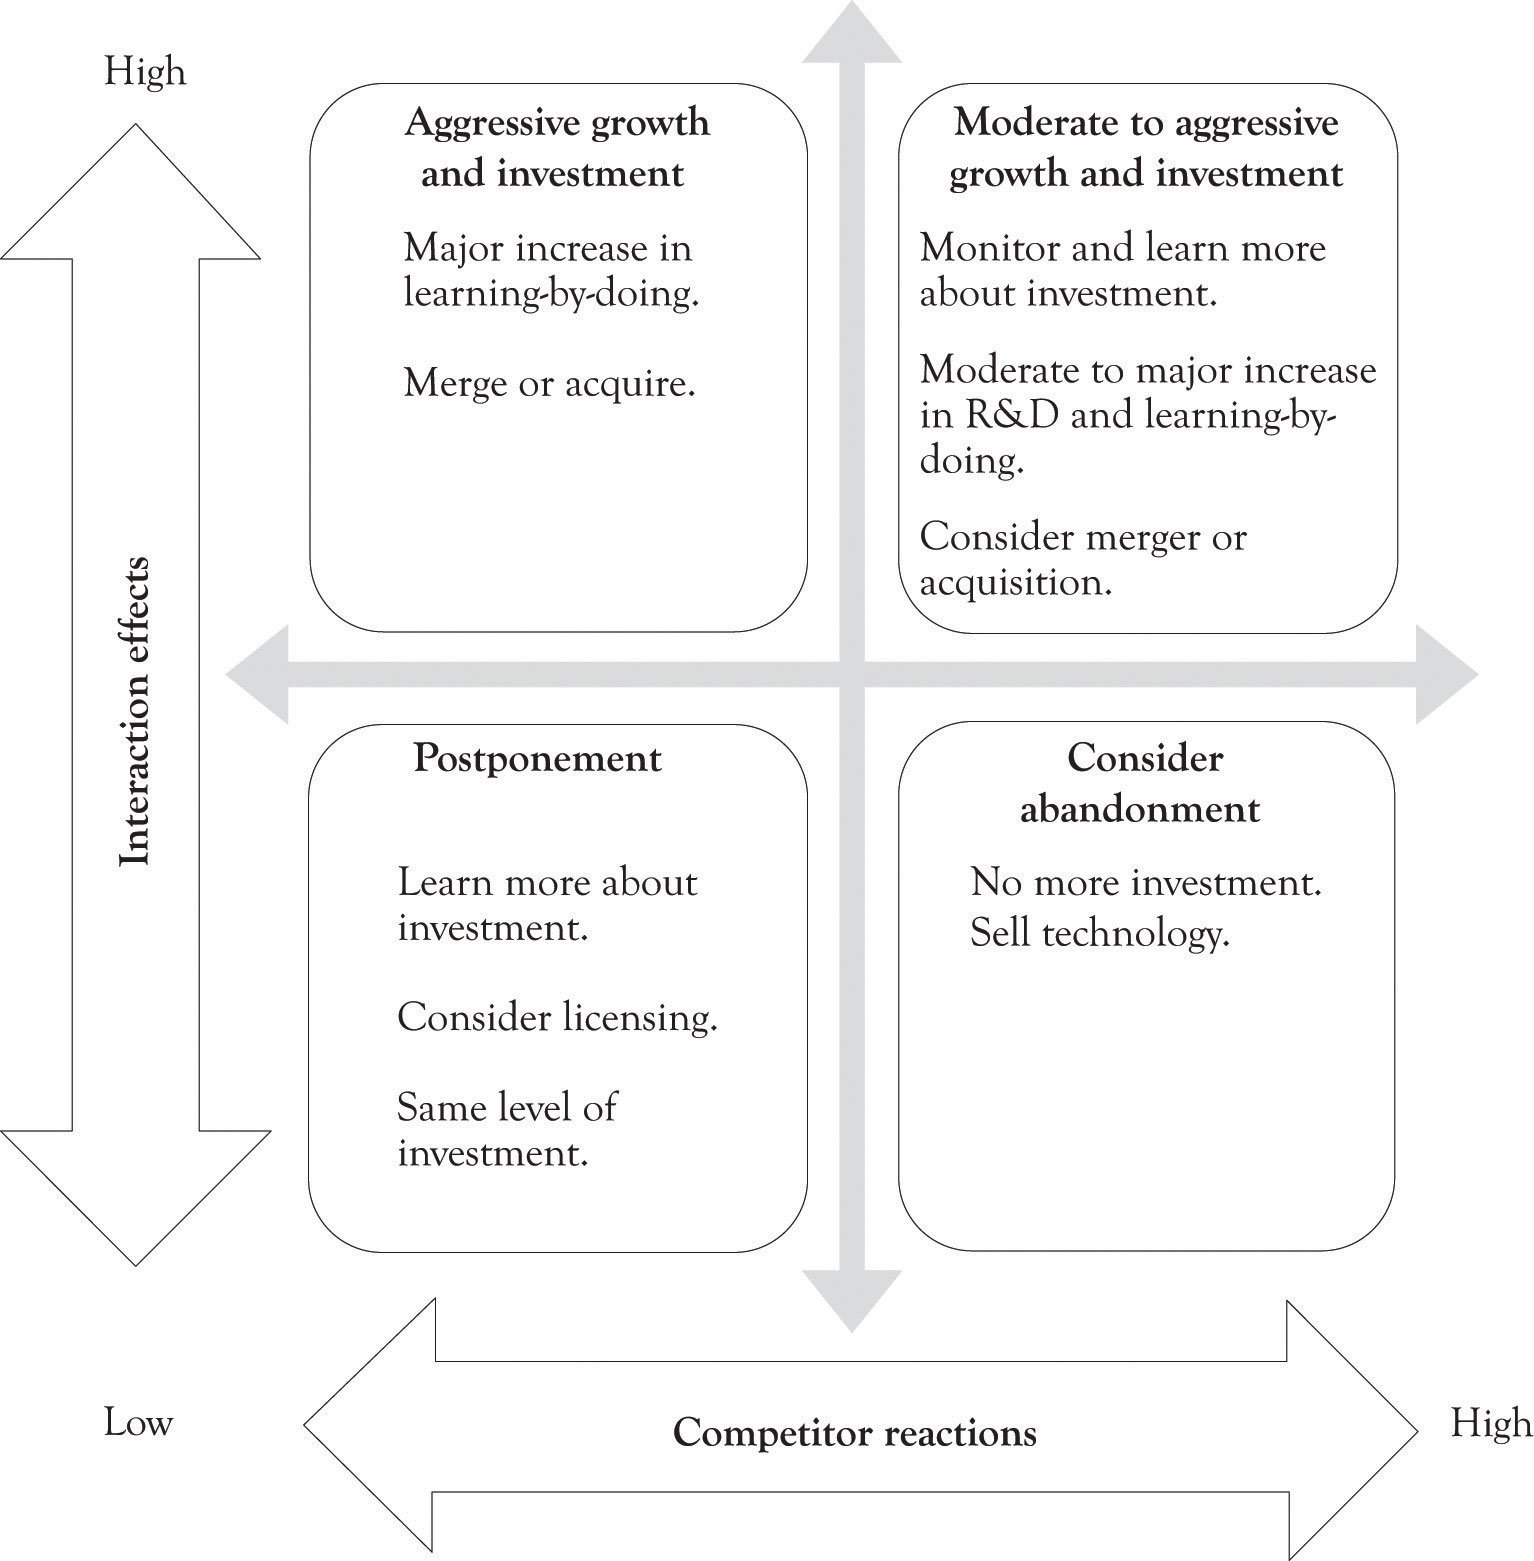 High
Aggressive growth
and investment
Major increase in
learning-by-doing.
Merge or acquire.
Moderate to aggressive
growth and investment
Monitor and learn more
about investment.
Moderate to major increase
in R&D and learning-by-
doing.
Consider merger or
acquisition.
Interaction effects
Postponement
Learn more about
investment.
Consider licensing.
Same level of
investment.
Consider
abandonment
No more investment.
Sell technology.
Low
Competitor reactions
High